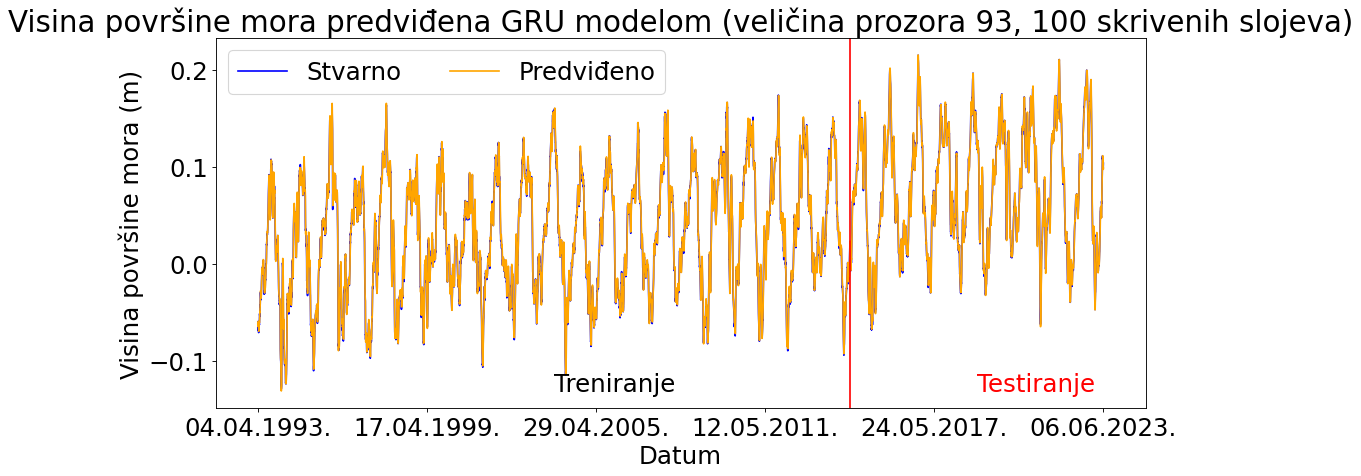 Visina površine mora predviđena GRU modelom (veličina prozora 93, 100 skrivenih slojeva)
Stvarno Predviđeno
Visina površine mora (m)
0.2
0.1
0.0
−0.1
Treniranje Testiranje
04.04.1993. 17.04.1999. 29.04.2005. 12.05.2011. 24.05.2017. 06.06.2023.
Datum